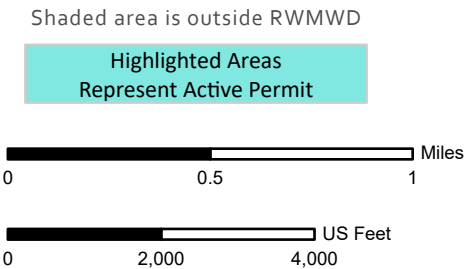 Shaded area is outside RWMWD
Highlighted Areas
Represent Active Permit
Miles
0 0.5 1
US Feet
0 2,000 4,000